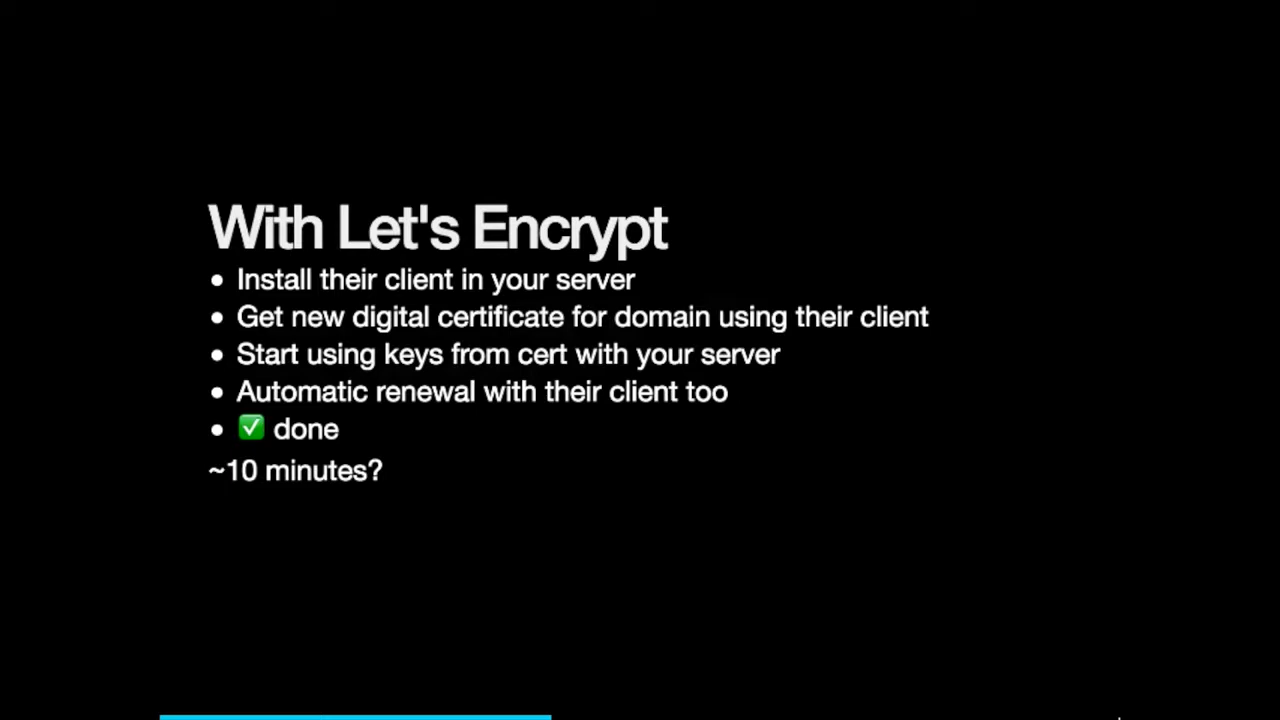 With Let's Encrypt
• Install their client in your server
• Get new digital certificate for domain using their client
• Start using keys from cert with your server
• Automatic renewal with their client too
• ✅ done
~10 minutes?